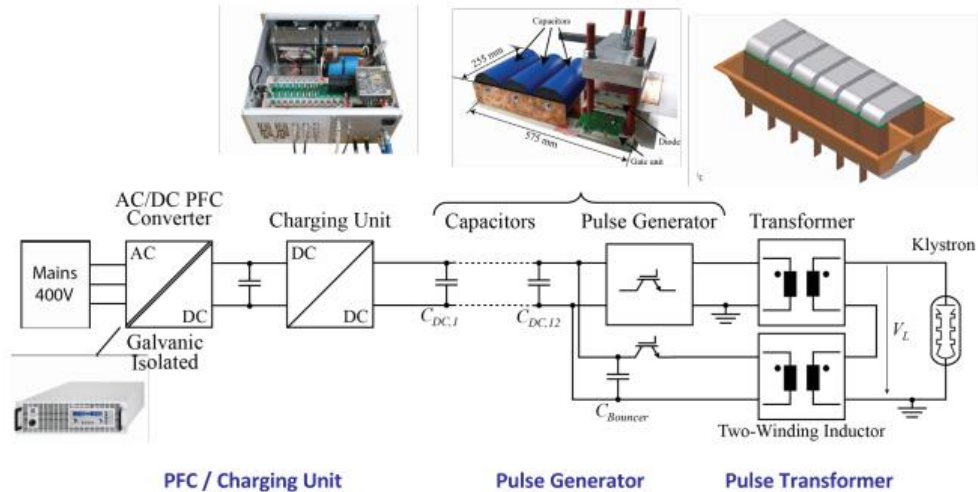 Capacitors
255 mm
575 mm
Diode
Gate unit
AC/DC PFC
Converter
Charging Unit
Capacitors
Pulse Generator
Transformer
Klystron
Mains
400V
AC
DC
DC
DC
C_DC,1
C_DC,12
V_L
Galvanic
Isolated
C_Bouncer
Two-Winding Inductor
PFC / Charging Unit
Pulse Generator
Pulse Transformer